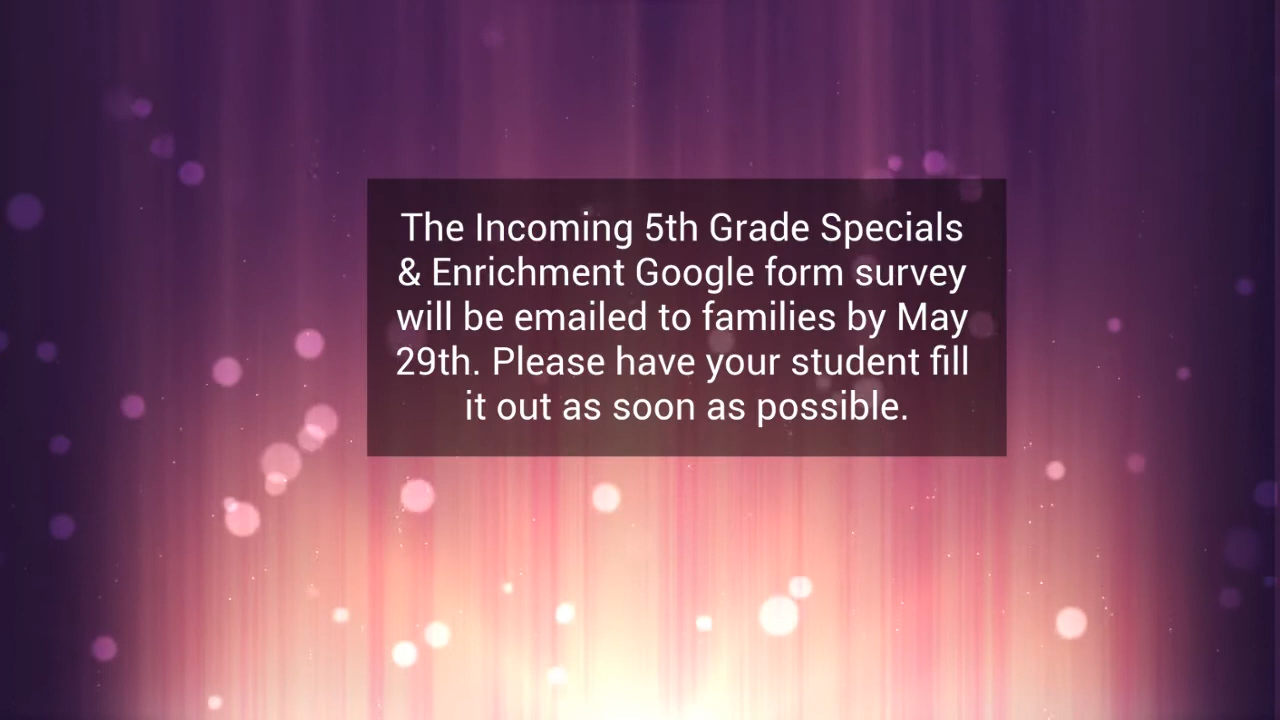 The Incoming 5th Grade Specials
& Enrichment Google form survey
will be emailed to families by May
29th. Please have your student fill
it out as soon as possible.